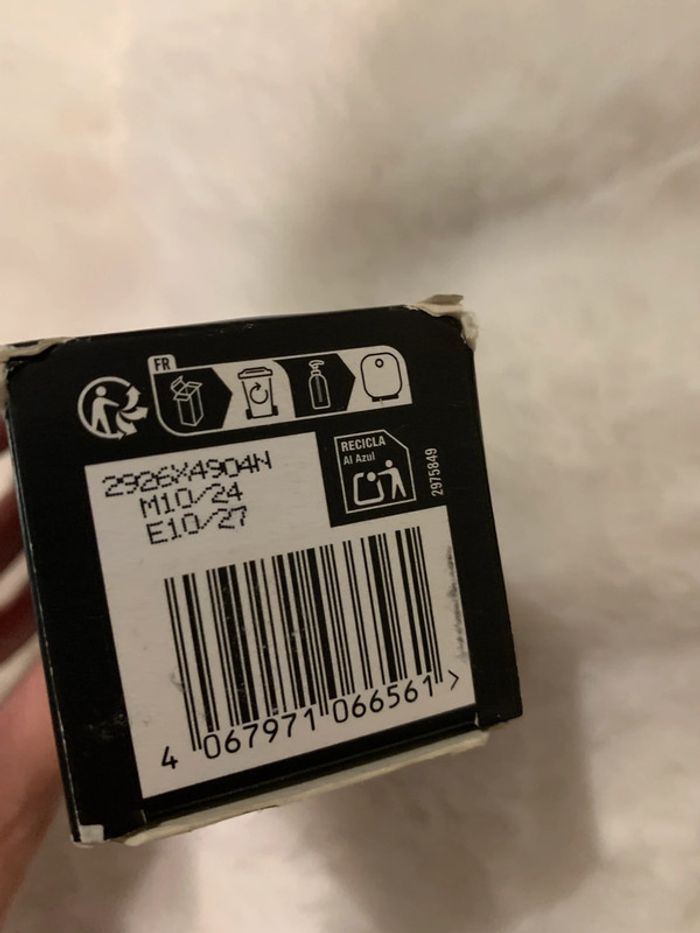 FR
2926X4904N
M10/24
E10/27
RECICLA
Al Azul
2975849
4 067971 066561 >